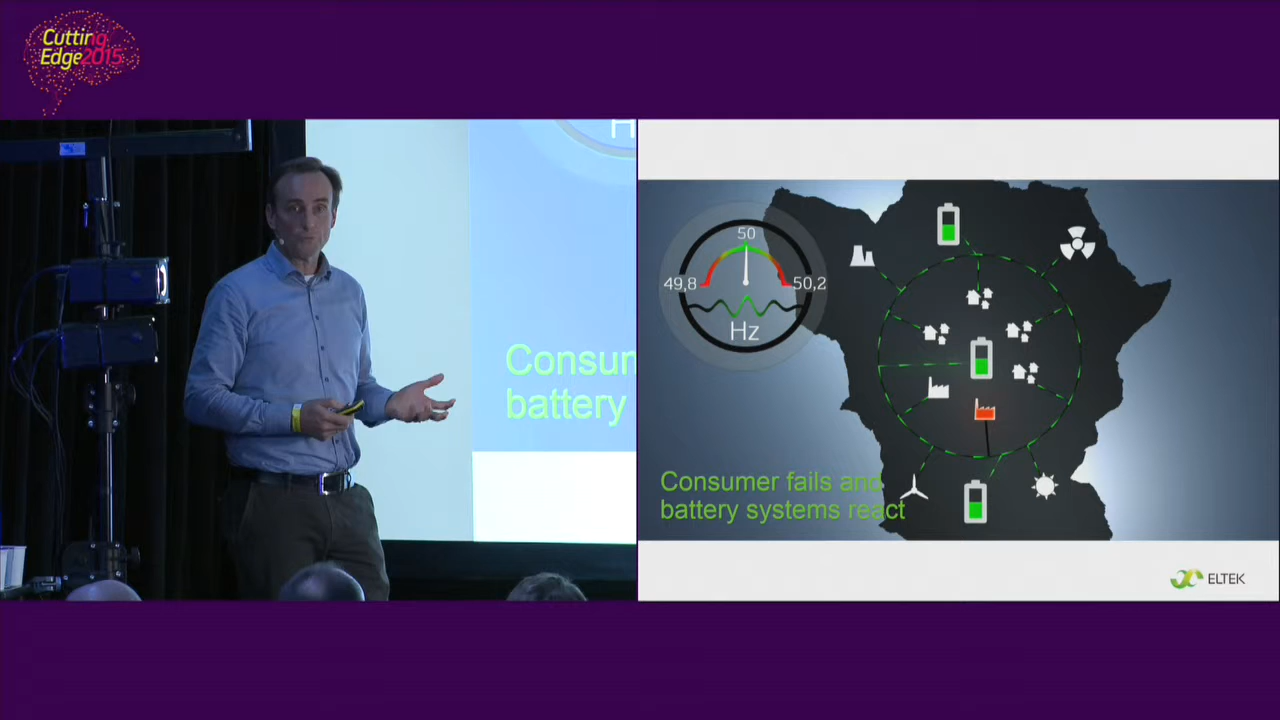 Cutting
Edge2015
H
Consum
battery
50
49,8
50,2
Hz
Consumer fails and
battery systems react
ELTEK